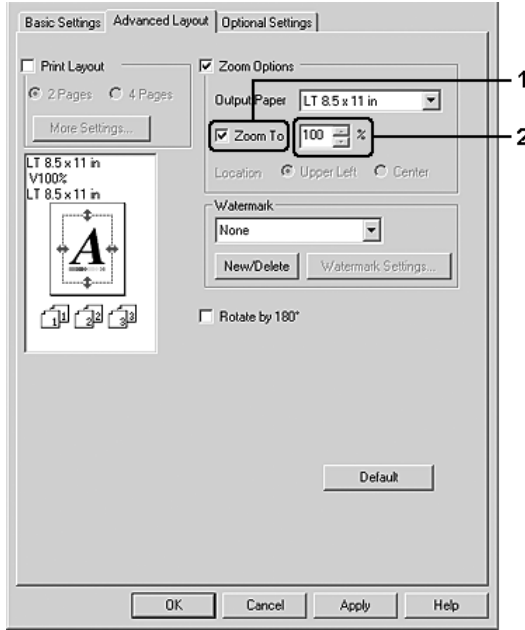 Basic Settings Advanced Layout Optional Settings
Print Layout
2 Pages 4 Pages
More Settings...
LT 8.5 x 11 in
V100%
LT 8.5 x 11 in
A
1 1 2 2 3 3
Zoom Options
Output Paper LT 8.5 x 11 in
1
Zoom To 100 %
2
Location Upper Left Center
Watermark
None
New/Delete Watermark Settings...
Rotate by 180°
Default
OK Cancel Apply Help